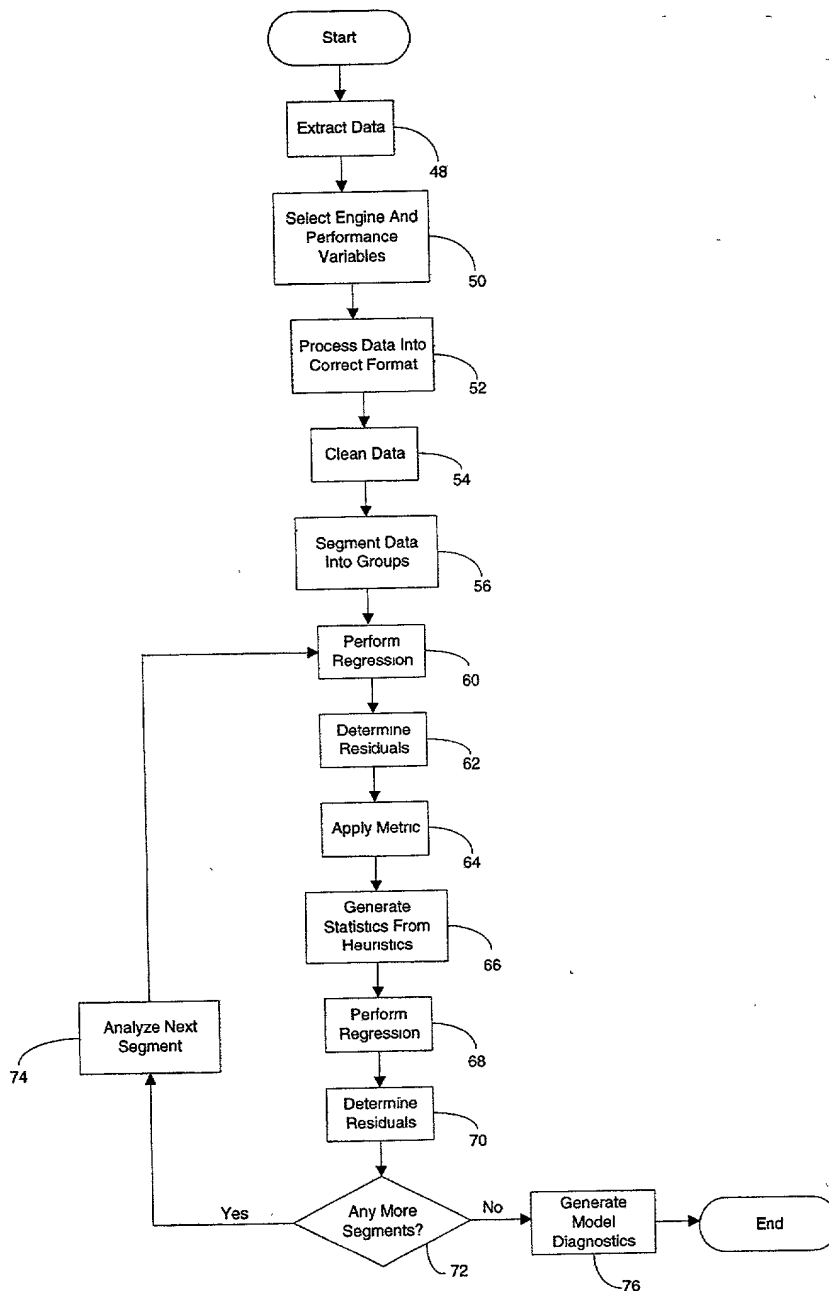 Start
Extract Data
48
Select Engine And
Performance
Variables
50
Process Data Into
Correct Format
52
Clean Data
54
Segment Data
Into Groups
56
Perform
Regression
60
Determine
Residuals
62
Apply Metric
64
Generate
Statistics From
Heuristics
66
Perform
Regression
68
Analyze Next
Segment
74
Determine
Residuals
70
Any More
Segments?
72
Yes
No
Generate
Model
Diagnostics
76
End